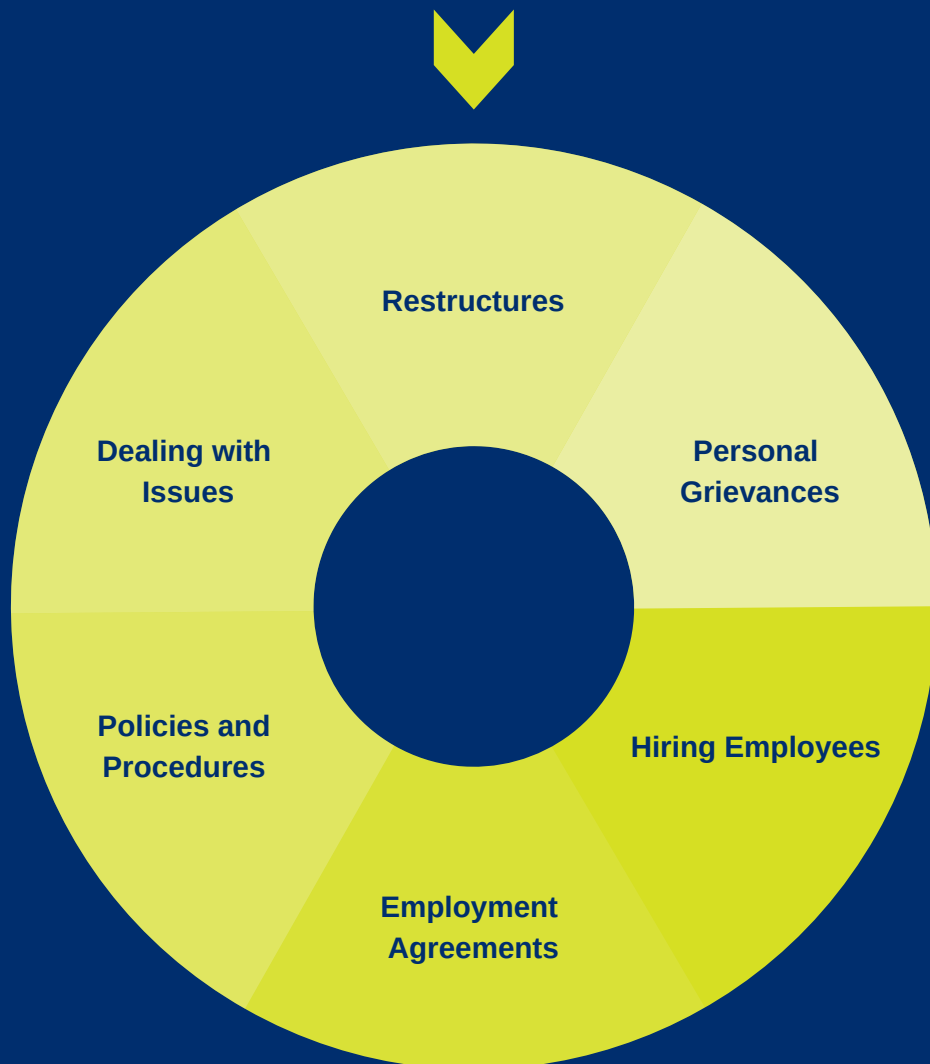 Restructures
Dealing with
Issues
Personal
Grievances
Policies and
Procedures
Hiring Employees
Employment
Agreements